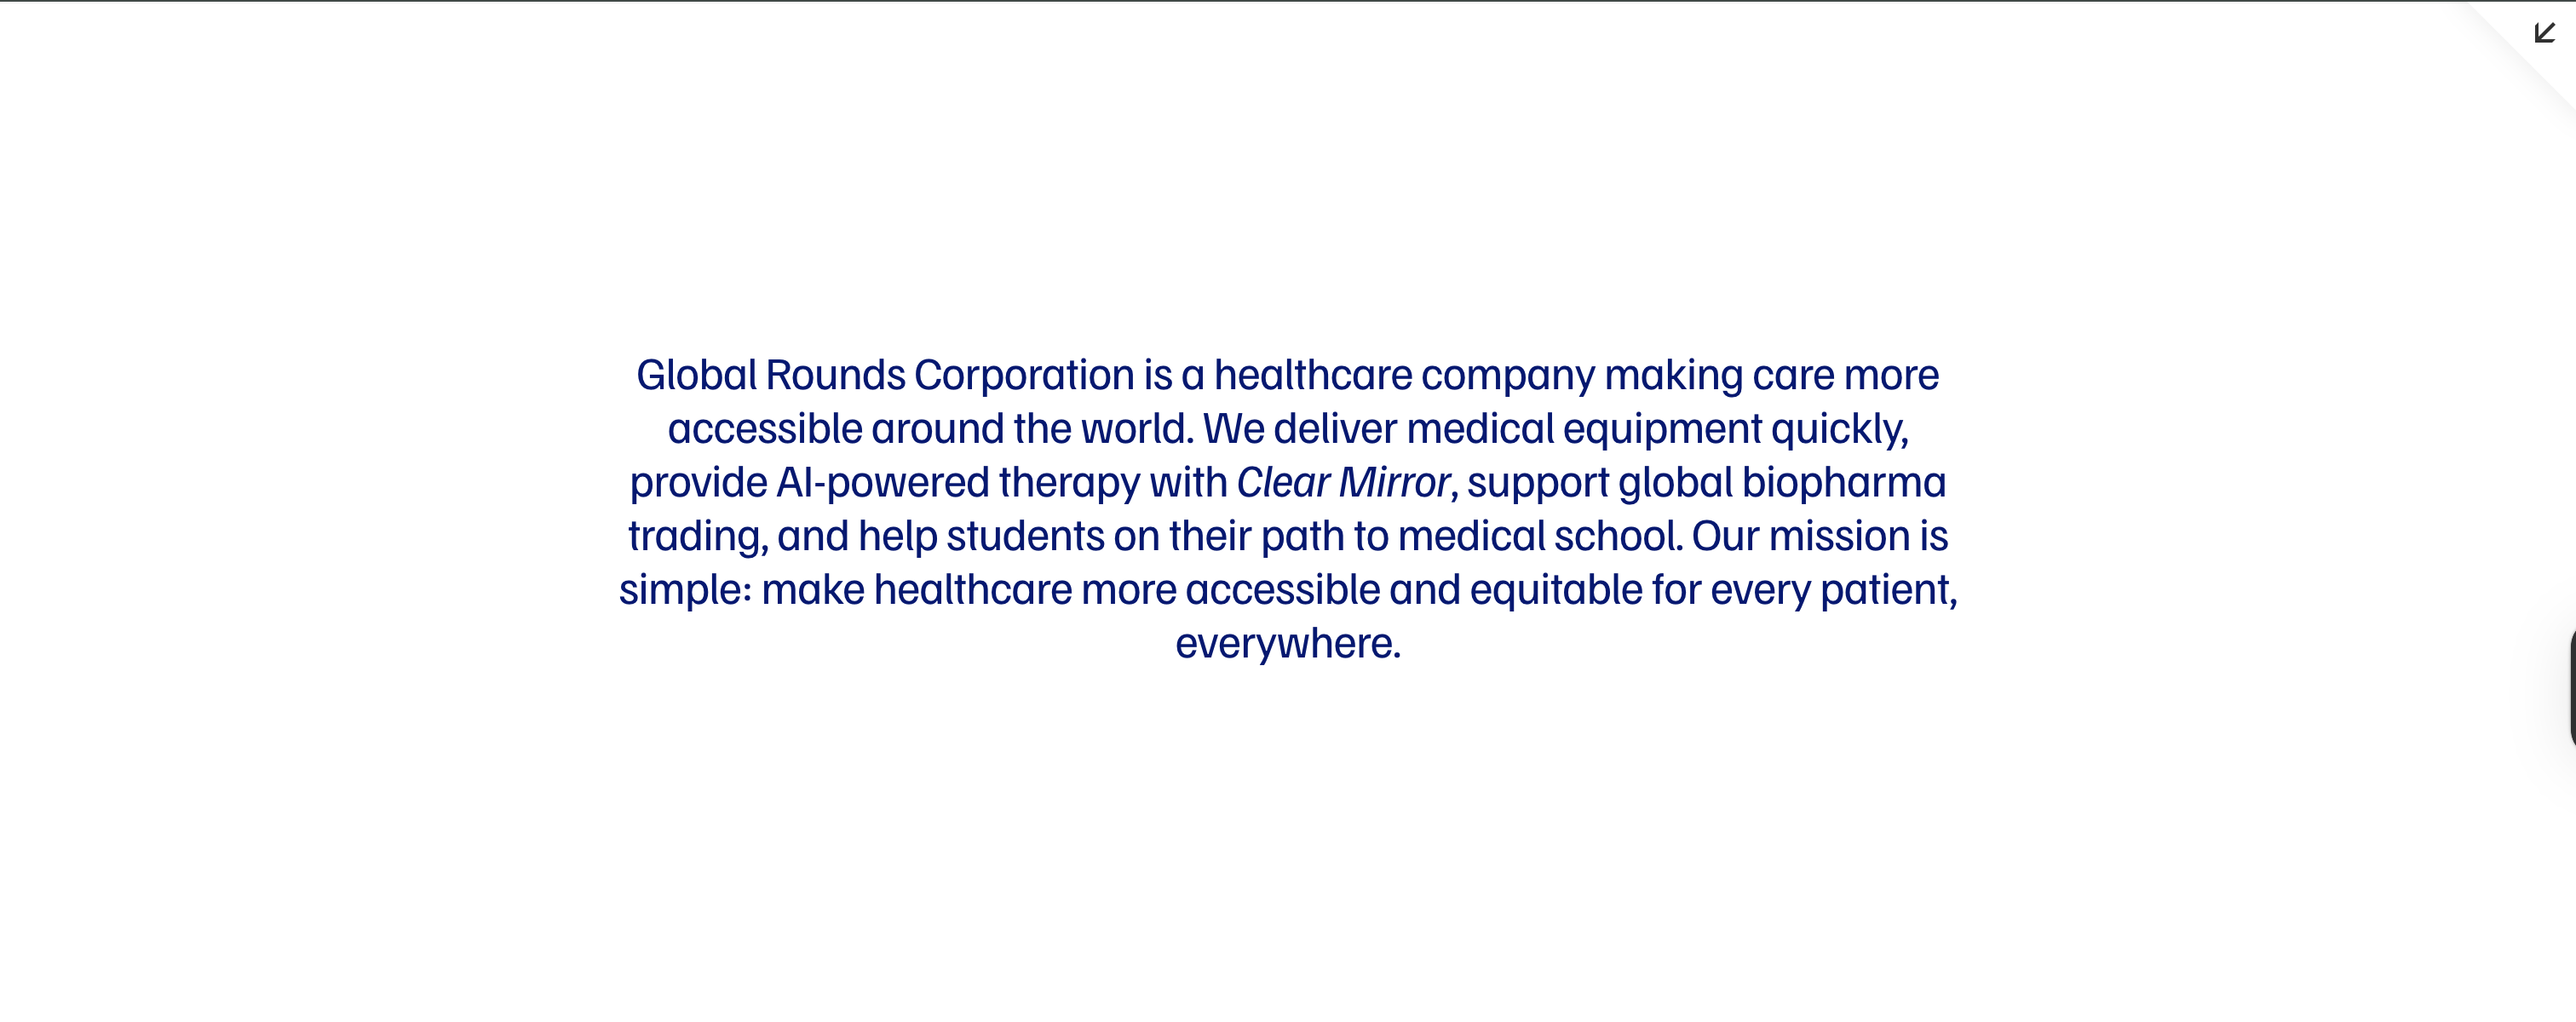 Global Rounds Corporation is a healthcare company making care more
accessible around the world. We deliver medical equipment quickly,
provide AI-powered therapy with Clear Mirror, support global biopharma
trading, and help students on their path to medical school. Our mission is
simple: make healthcare more accessible and equitable for every patient,
everywhere.